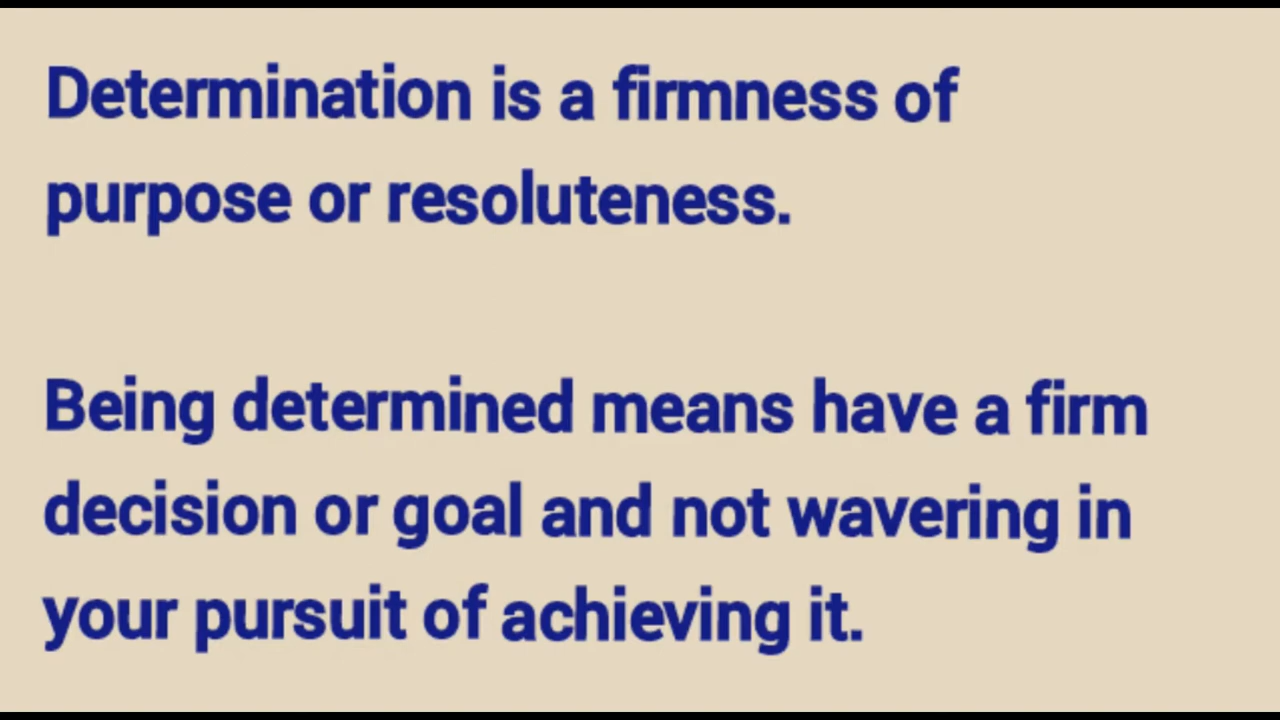 Determination is a firmness of
purpose or resoluteness.
Being determined means have a firm
decision or goal and not wavering in
your pursuit of achieving it.